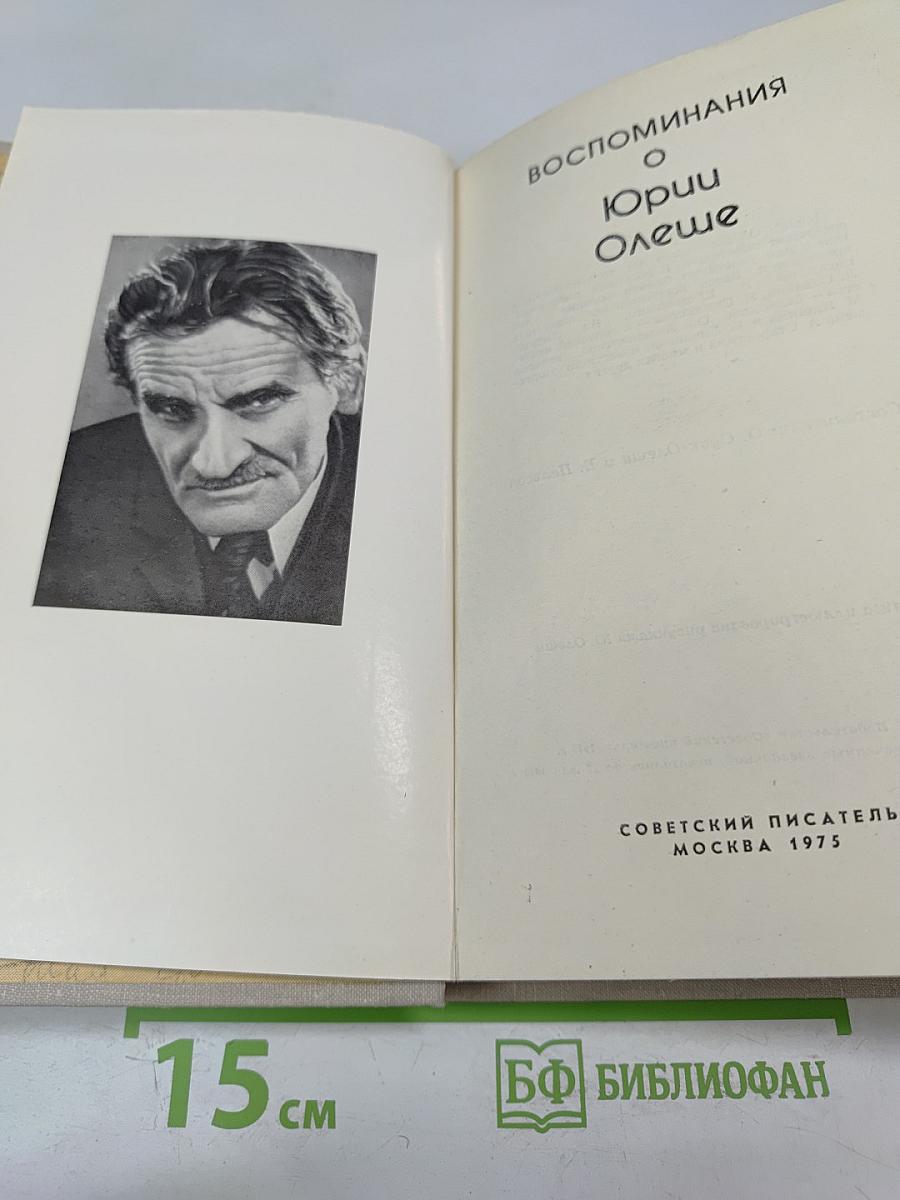 ВОСПОМИНАНИЯ
О
Юрии
Олеше
СОВЕТСКИЙ ПИСАТЕЛЬ
МОСКВА 1975
15 см
БФ БИБЛИОФАН